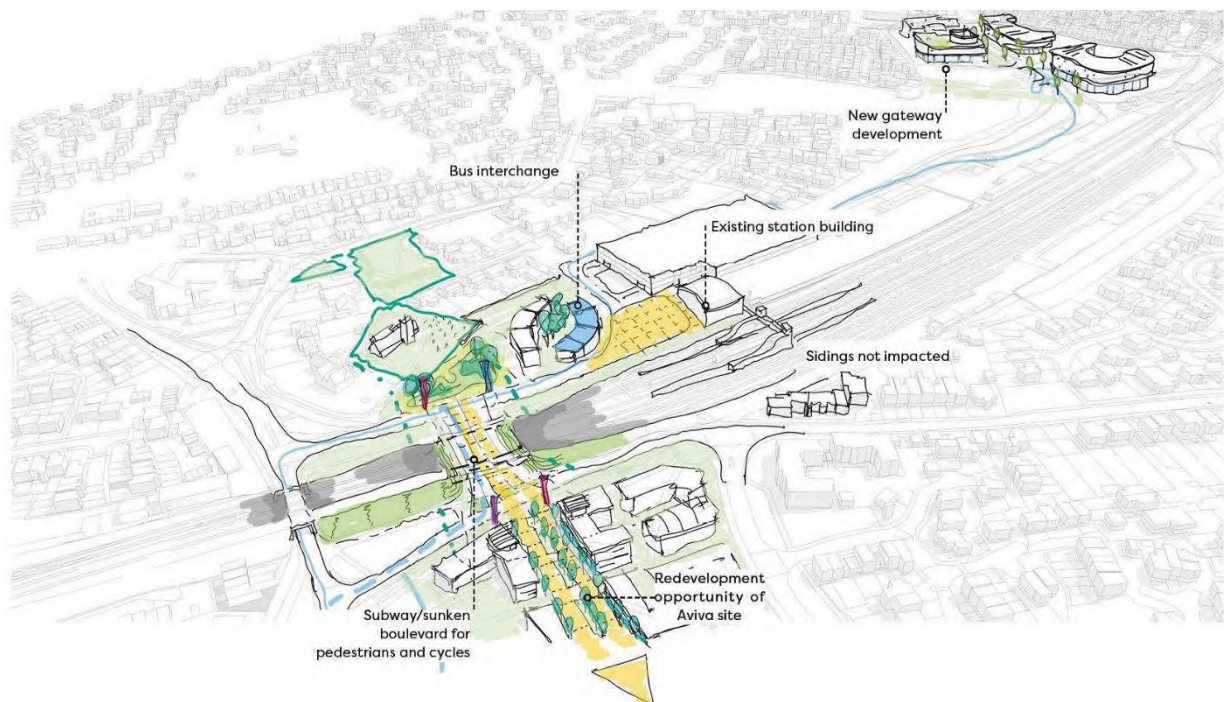 New gateway
development
Bus interchange
Existing station building
Sidings not impacted
Redevelopment
opportunity of
Aviva site
Subway/sunken
boulevard for
pedestrians and cycles